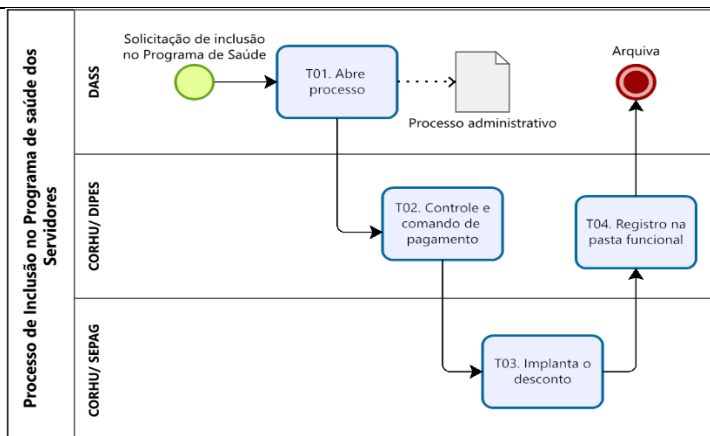 Processo de Inclusão no Programa de saúde dos
Servidores
DASS
Solicitação de inclusão
no Programa de Saúde
T01. Abre
processo
Processo administrativo
Arquiva
CORHU/ DIPES
T02. Controle e
comando de
pagamento
T04. Registro na
pasta funcional
CORHU/ SEPAG
T03. Implanta o
desconto